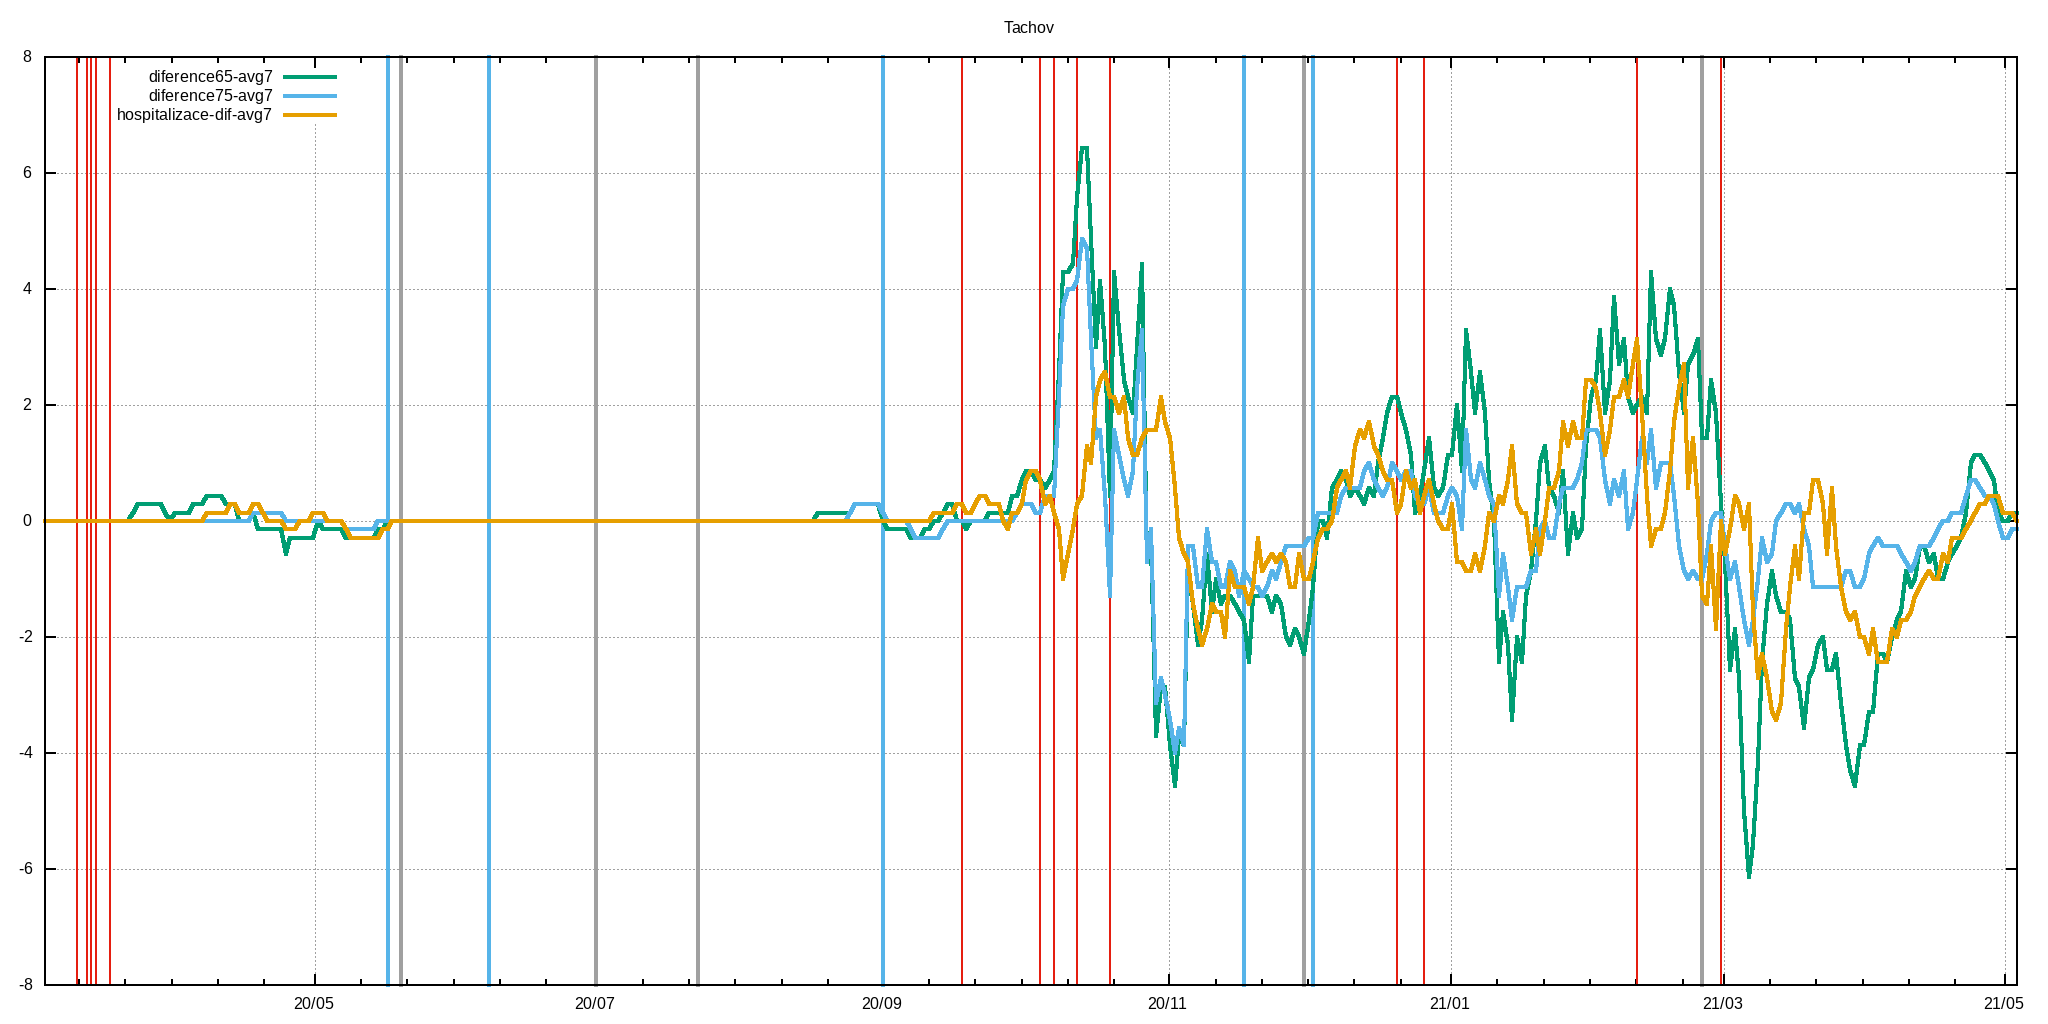 Tachov
8
diference65-avg7
diference75-avg7
hospitalizace-dif-avg7
6
4
2
0
-2
-4
-6
-8
20/05 20/07 20/09 20/11 21/01 21/03 21/05